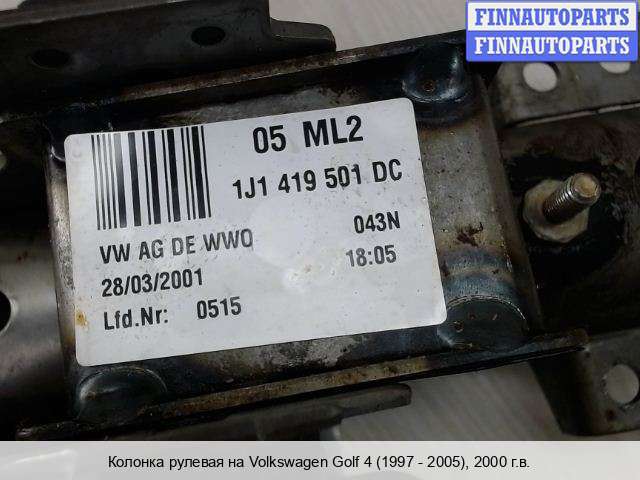 FINNAUTOPARTS
FINNAUTOPARTS
05 ML2
1J1 419 501 DC
VW AG DE WWO 043N
28/03/2001 18:05
Lfd.Nr: 0515
Колонка рулевая на Volkswagen Golf 4 (1997 - 2005), 2000 г.в.